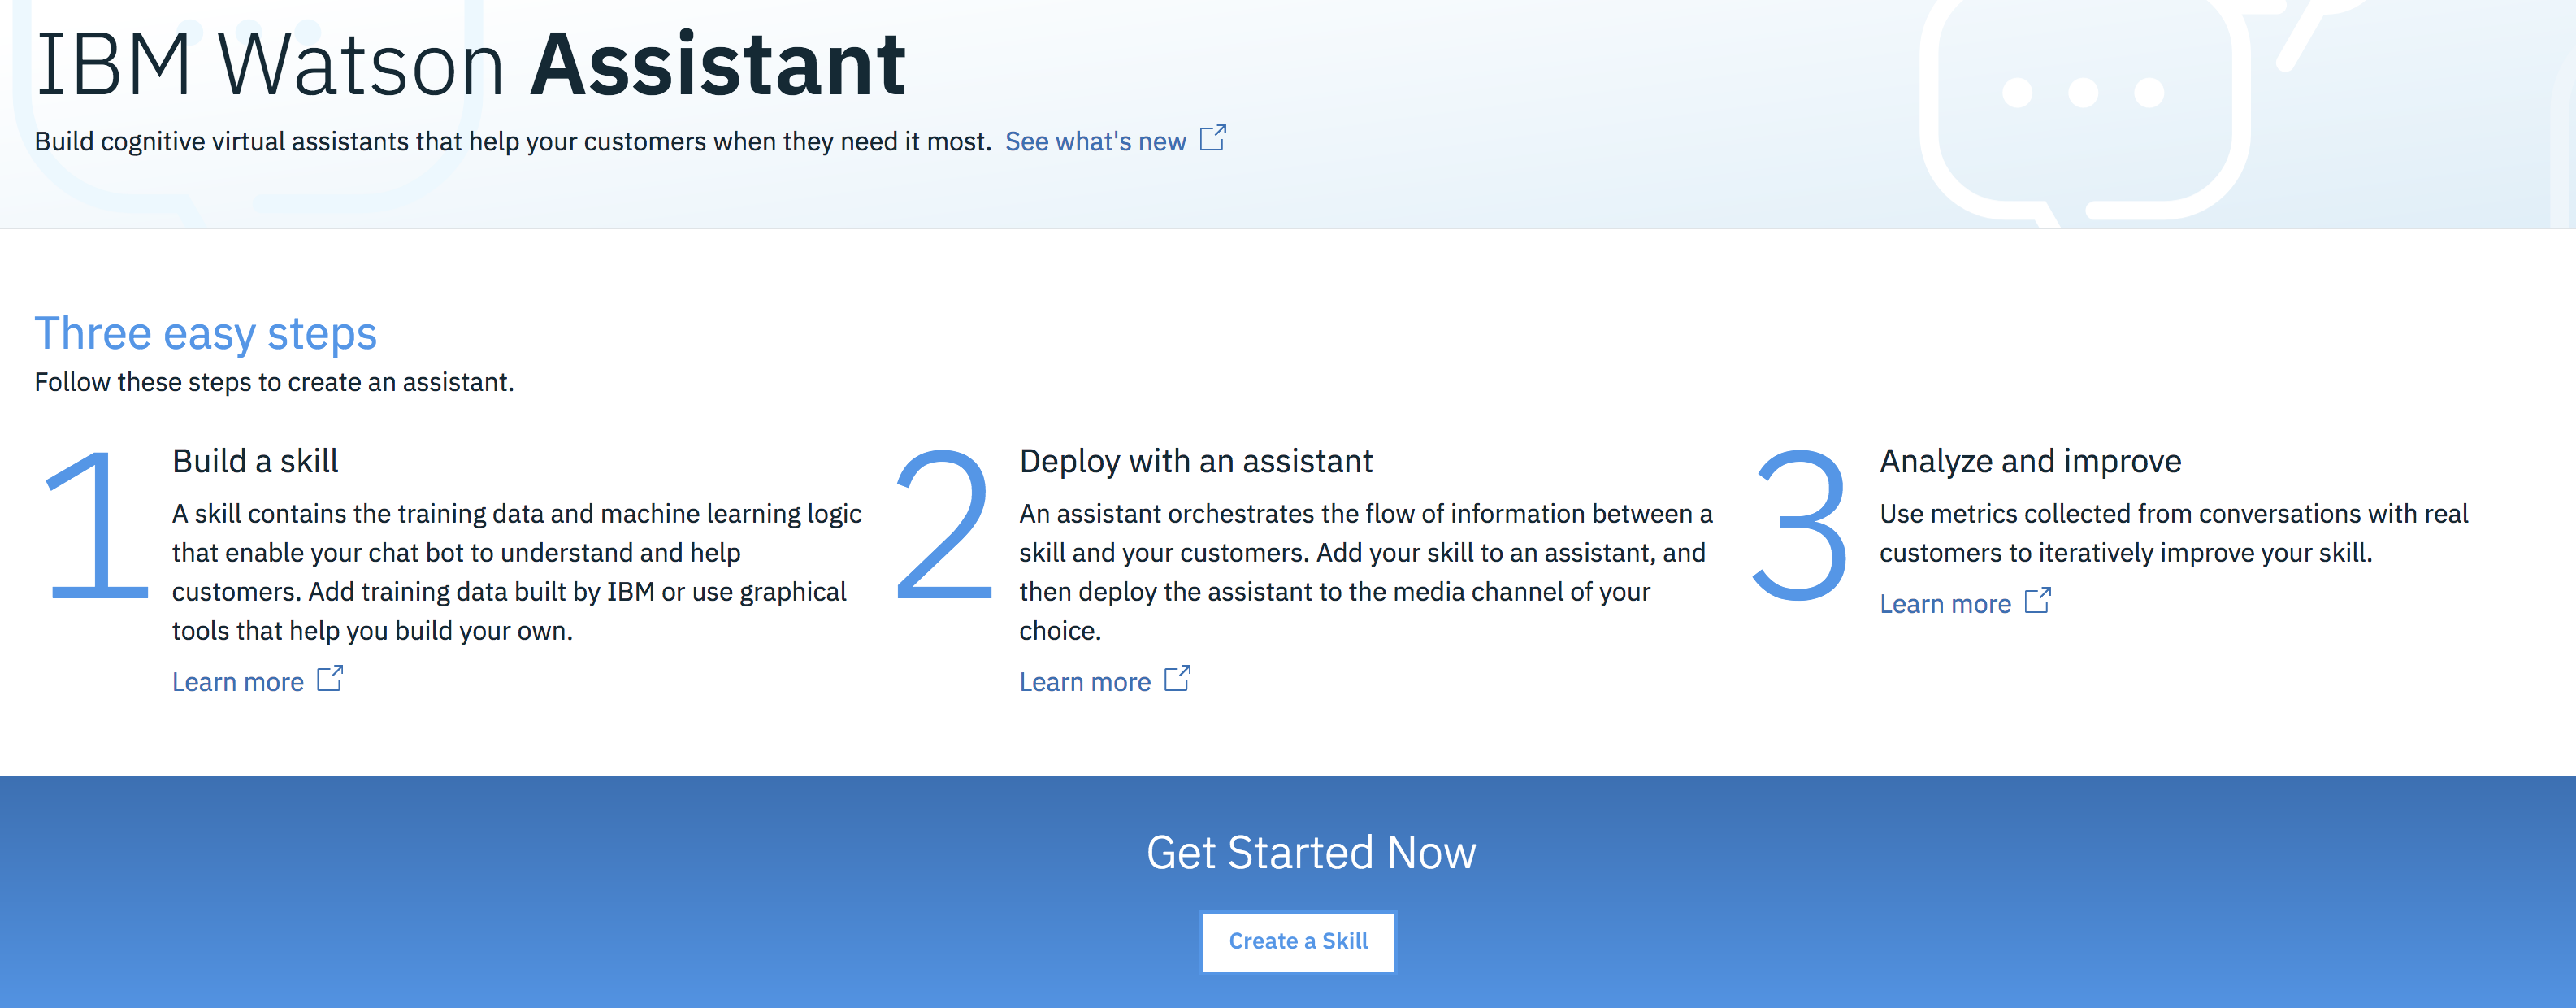 IBM Watson Assistant
Build cognitive virtual assistants that help your customers when they need it most. See what's new
Three easy steps
Follow these steps to create an assistant.
1
Build a skill
A skill contains the training data and machine learning logic
that enable your chat bot to understand and help
customers. Add training data built by IBM or use graphical
tools that help you build your own.
Learn more
2
Deploy with an assistant
An assistant orchestrates the flow of information between a
skill and your customers. Add your skill to an assistant, and
then deploy the assistant to the media channel of your
choice.
Learn more
3
Analyze and improve
Use metrics collected from conversations with real
customers to iteratively improve your skill.
Learn more
Get Started Now
Create a Skill